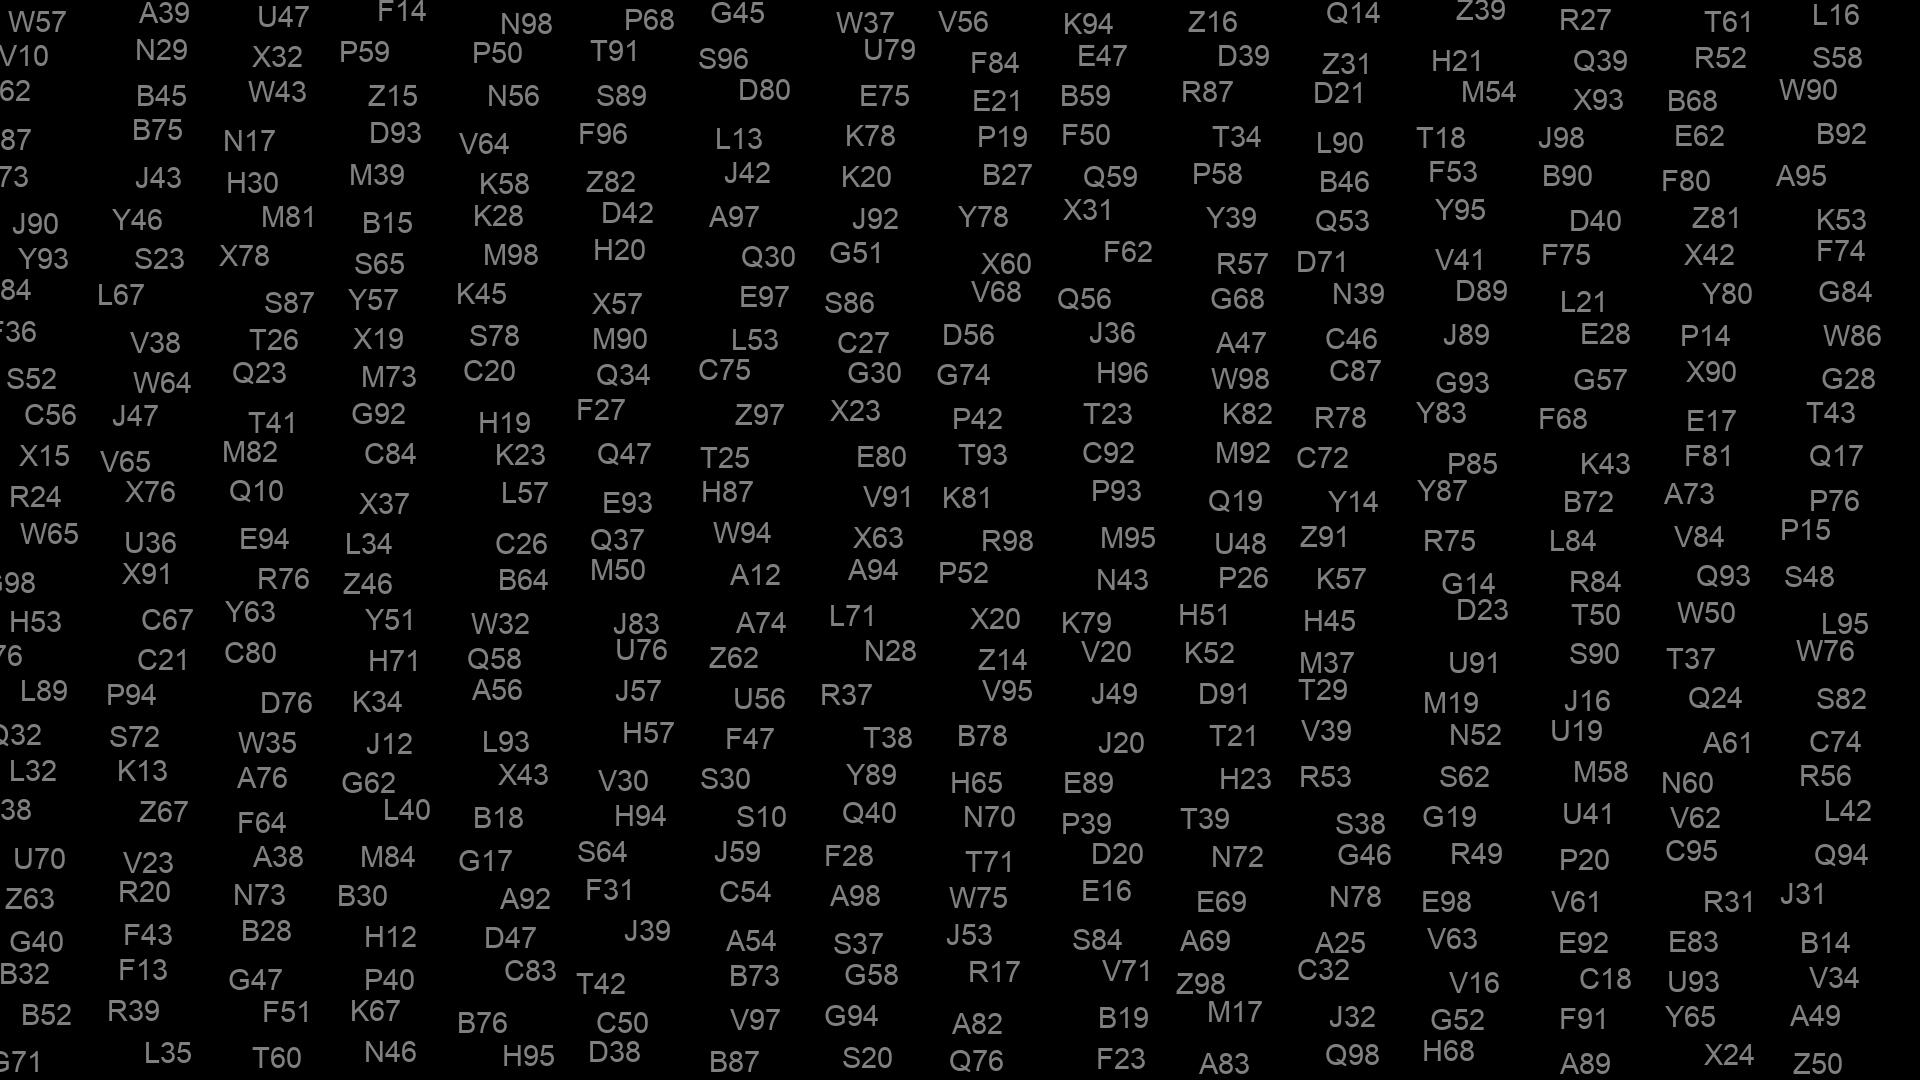 W57 A39 U47 F14 N98 P68 G45 W37 V56 K94 Z16 Q14 Z39 R27 T61 L16
V10 N29 X32 P59 P50 T91 S96 U79 F84 E47 D39 Z31 H21 Q39 R52 S58
62 B45 W43 Z15 N56 S89 D80 E75 E21 B59 R87 D21 M54 X93 B68 W90
87 B75 N17 D93 V64 F96 L13 K78 P19 F50 T34 L90 T18 J98 E62 B92
73 J43 H30 M39 K58 Z82 J42 K20 B27 Q59 P58 B46 F53 B90 F80 A95
J90 Y46 M81 B15 K28 D42 A97 J92 Y78 X31 Y39 Q53 Y95 D40 Z81 K53
Y93 S23 X78 S65 M98 H20 Q30 G51 X60 F62 R57 D71 V41 F75 X42 F74
84 L67 S87 Y57 K45 X57 E97 S86 V68 Q56 G68 N39 D89 L21 Y80 G84
F36 V38 T26 X19 S78 M90 L53 C27 D56 J36 A47 C46 J89 E28 P14 W86
S52 W64 Q23 M73 C20 Q34 C75 G30 G74 H96 W98 C87 G93 G57 X90 G28
C56 J47 T41 G92 H19 F27 Z97 X23 P42 T23 K82 R78 Y83 F68 E17 T43
X15 V65 M82 C84 K23 Q47 T25 E80 T93 C92 M92 C72 P85 K43 F81 Q17
R24 X76 Q10 X37 L57 E93 H87 V91 K81 P93 Q19 Y14 Y87 B72 A73 P76
W65 U36 E94 L34 C26 Q37 W94 X63 R98 M95 U48 Z91 R75 L84 V84 P15
G98 X91 R76 Z46 B64 M50 A12 A94 P52 N43 P26 K57 G14 R84 Q93 S48
H53 C67 Y63 Y51 W32 J83 A74 L71 X20 K79 H51 H45 D23 T50 W50 L95
76 C21 C80 H71 Q58 U76 Z62 N28 Z14 V20 K52 M37 U91 S90 T37 W76
L89 P94 D76 K34 A56 J57 U56 R37 V95 J49 D91 T29 M19 J16 Q24 S82
Q32 S72 W35 J12 L93 H57 F47 T38 B78 J20 T21 V39 N52 U19 A61 C74
L32 K13 A76 G62 X43 V30 S30 Y89 H65 E89 H23 R53 S62 M58 N60 R56
38 Z67 F64 L40 B18 H94 S10 Q40 N70 P39 T39 S38 G19 U41 V62 L42
U70 V23 A38 M84 G17 S64 J59 F28 T71 D20 N72 G46 R49 P20 C95 Q94
Z63 R20 N73 B30 A92 F31 C54 A98 W75 E16 E69 N78 E98 V61 R31 J31
G40 F43 B28 H12 D47 J39 A54 S37 J53 S84 A69 A25 V63 E92 E83 B14
B32 F13 G47 P40 C83 T42 B73 G58 R17 V71 Z98 C32 V16 C18 U93 V34
B52 R39 F51 K67 B76 C50 V97 G94 A82 B19 M17 J32 G52 F91 Y65 A49
G71 L35 T60 N46 H95 D38 B87 S20 Q76 F23 A83 Q98 H68 A89 X24 Z50